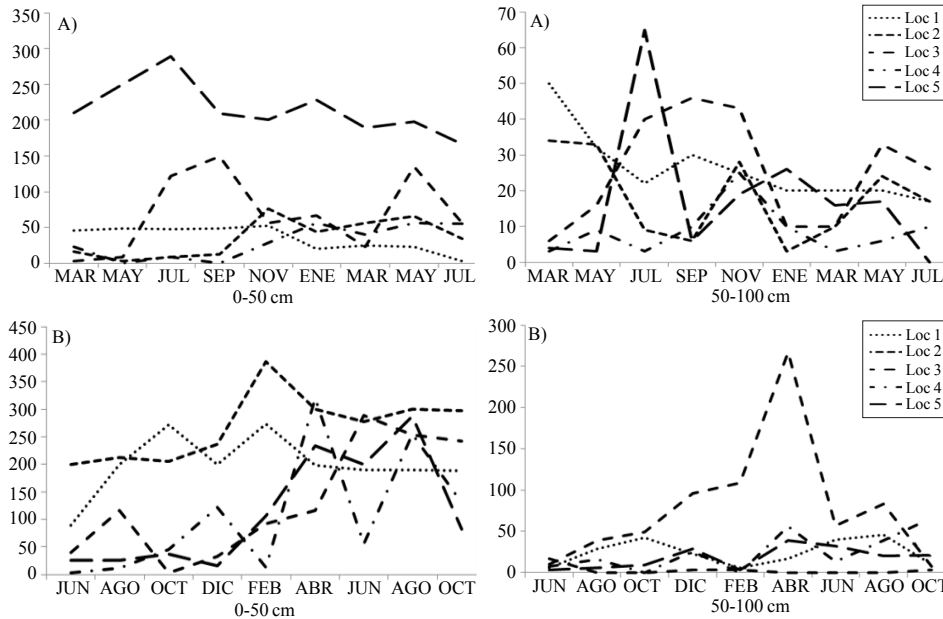 A)
350
300
250
200
150
100
50
0
MAR MAY JUL SEP NOV ENE MAR MAY JUL
0-50 cm
A)
70
60
50
40
30
20
10
0
MAR MAY JUL SEP NOV ENE MAR MAY JUL
50-100 cm
Loc 1
Loc 2
Loc 3
Loc 4
Loc 5
B)
450
400
350
300
250
200
150
100
50
0
JUN AGO OCT DIC FEB ABR JUN AGO OCT
0-50 cm
B)
300
250
200
150
100
50
0
JUN AGO OCT DIC FEB ABR JUN AGO OCT
50-100 cm
Loc 1
Loc 2
Loc 3
Loc 4
Loc 5